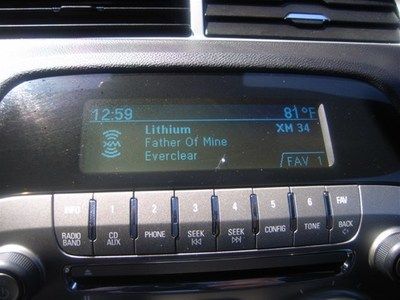 12:59 81°F
Lithium XM 34
XM Father Of Mine
Everclear
FAV 1
INFO 1 2 3 4 5 6 FAV
RADIO BAND CD AUX PHONE SEEK SEEK CONFIG TONE BACK